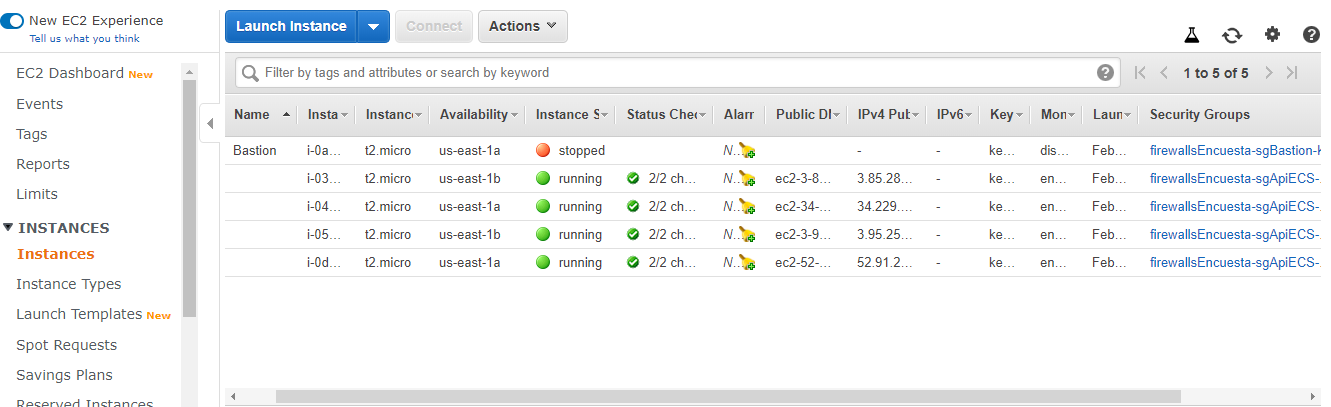 New EC2 Experience
Tell us what you think
EC2 Dashboard New
Events
Tags
Reports
Limits
INSTANCES
Instances
Instance Types
Launch Templates New
Spot Requests
Savings Plans
Reserved Instances
Launch Instance Connect Actions
Filter by tags and attributes or search by keyword
1 to 5 of 5
Name Insta Instanc Availability Instance S Status Chec Alarr Public DI IPv4 Pub IPv6 Key Mon Laun Security Groups
Bastion i-0a... t2.micro us-east-1a stopped N... - - ke... dis... Feb... firewallsEncuesta-sgBastion-K
i-03... t2.micro us-east-1b running 2/2 ch... N... ec2-3-8... 3.85.28... - ke... en... Feb... firewallsEncuesta-sgApiECS-...
i-04... t2.micro us-east-1a running 2/2 ch... N... ec2-34-... 34.229.... - ke... en... Feb... firewallsEncuesta-sgApiECS-...
i-05... t2.micro us-east-1b running 2/2 ch... N... ec2-3-9... 3.95.25... - ke... en... Feb... firewallsEncuesta-sgApiECS-...
i-0d... t2.micro us-east-1a running 2/2 ch... N... ec2-52-... 52.91.2... - ke... en... Feb... firewallsEncuesta-sgApiECS-...